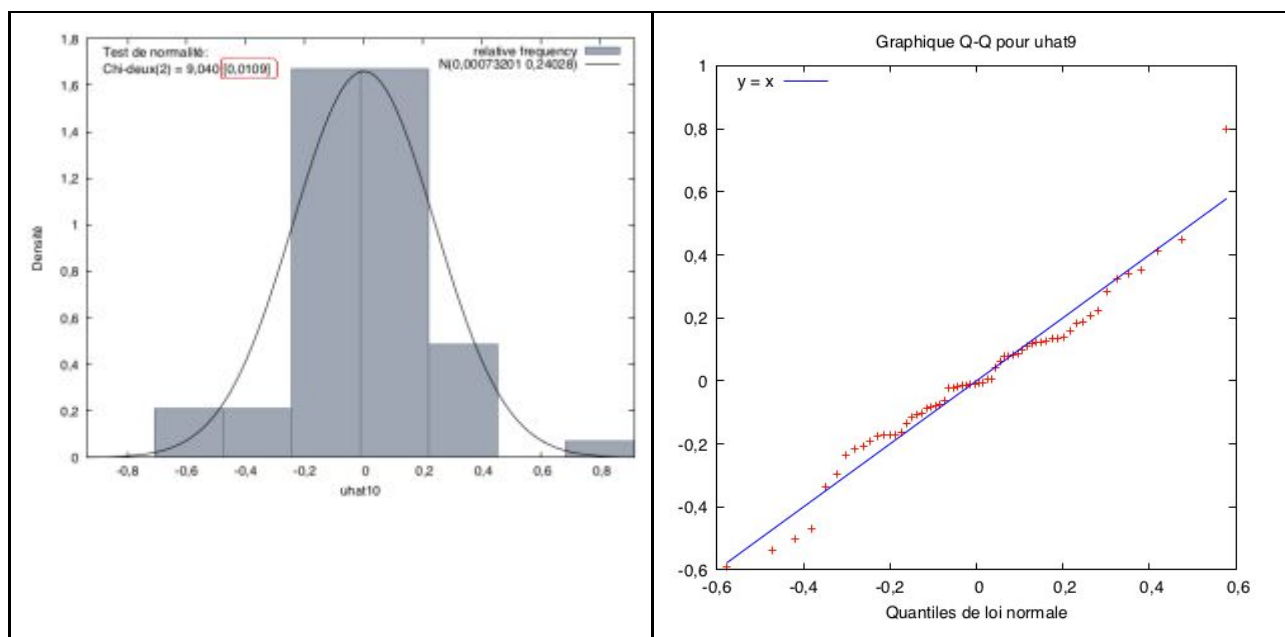 Test de normalité:
Chi-deux(2) = 9,040 [0,0109]
relative frequency
N(0,00073201 0,24028)
1,8
1,6
1,4
1,2
1
0,8
0,6
0,4
0,2
0
Densité
-0,8 -0,6 -0,4 -0,2 0 0,2 0,4 0,6 0,8
uhat10
Graphique Q-Q pour uhat9
y = x
1
0,8
0,6
0,4
0,2
0
-0,2
-0,4
-0,6
-0,6 -0,4 -0,2 0 0,2 0,4 0,6
Quantiles de loi normale